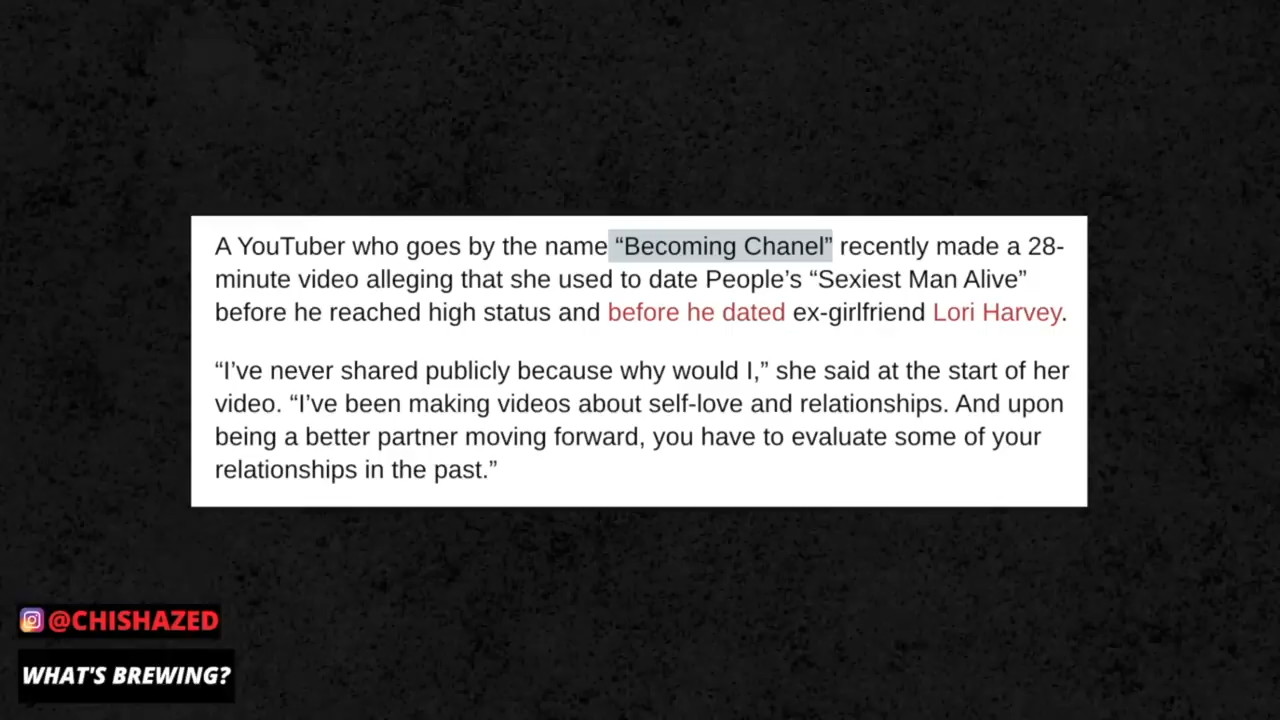 A YouTuber who goes by the name “Becoming Chanel” recently made a 28-
minute video alleging that she used to date People’s “Sexiest Man Alive”
before he reached high status and before he dated ex-girlfriend Lori Harvey.
“I’ve never shared publicly because why would I,” she said at the start of her
video. “I’ve been making videos about self-love and relationships. And upon
being a better partner moving forward, you have to evaluate some of your
relationships in the past.”
@CHISHAZED
WHAT'S BREWING?